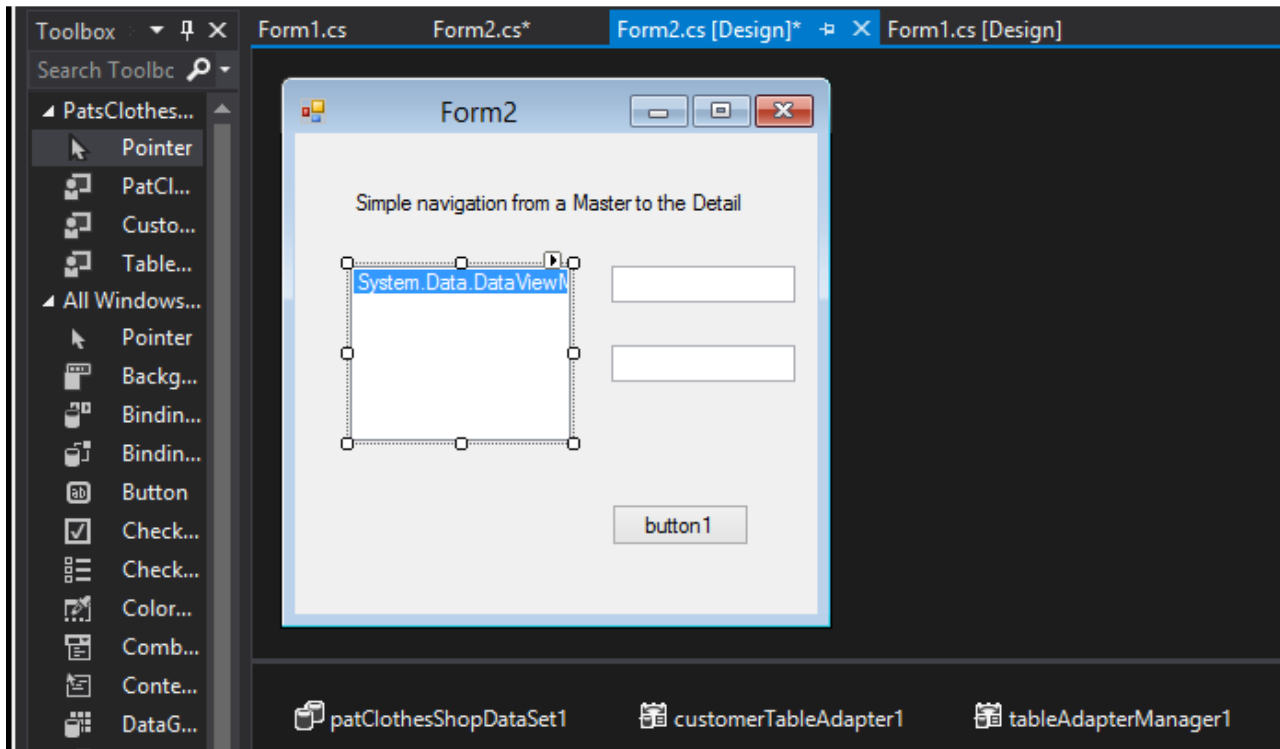 Toolbox
Form1.cs
Form2.cs*
Form2.cs [Design]*
Form1.cs [Design]
Search Toolbc
PatsClothes...
Pointer
PatCl...
Custo...
Table...
All Windows...
Pointer
Backg...
Bindin...
Bindin...
Button
Check...
Check...
Color...
Comb...
Conte...
DataG...
Form2
Simple navigation from a Master to the Detail
System.Data.DataViewM
button1
patClothesShopDataSet1
customerTableAdapter1
tableAdapterManager1